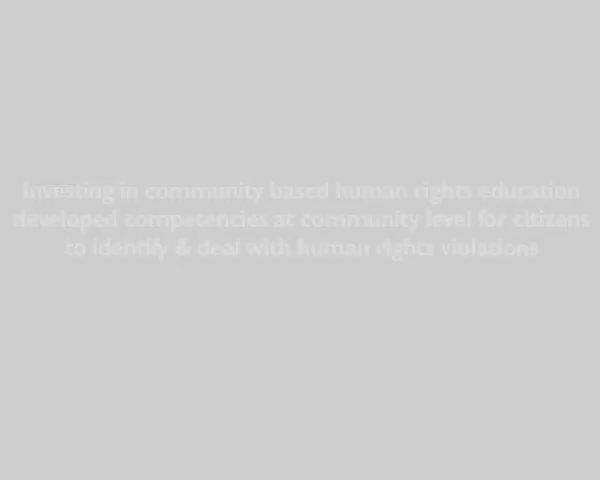 Investing in community based human rights education
developed competencies at community level for citizans
to identify & deal with human rights violations